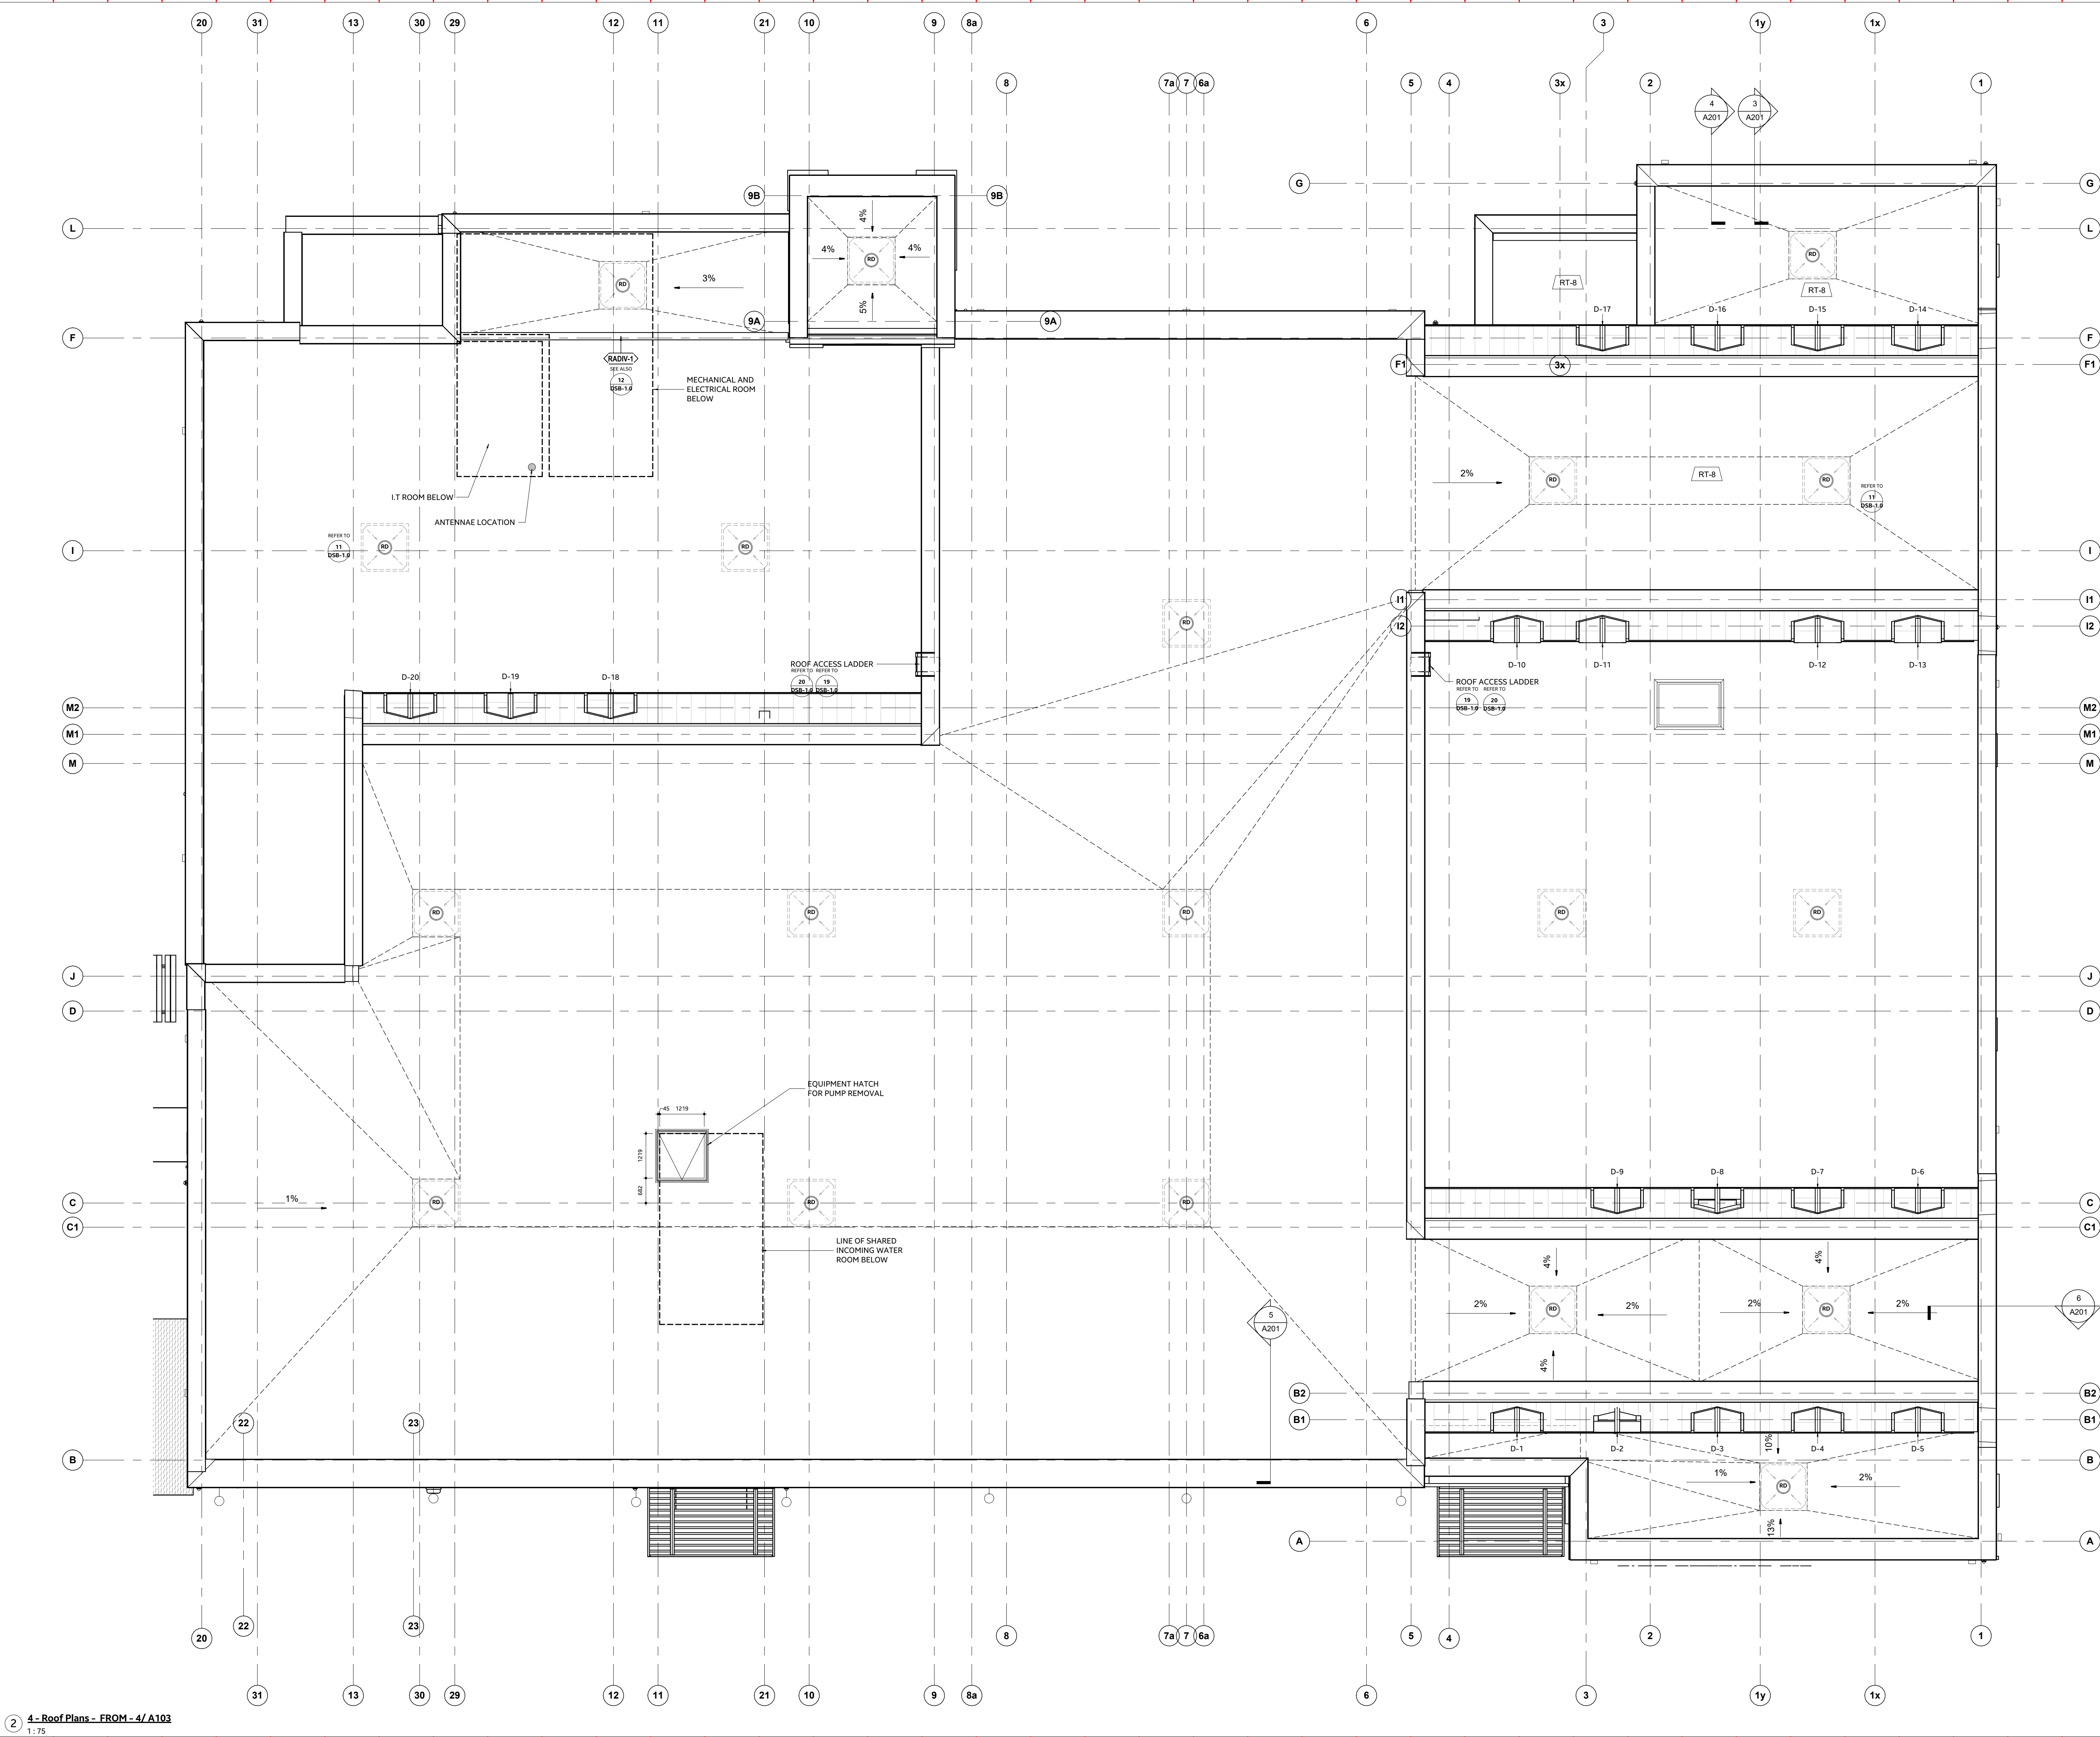 20 31 13 30 29 12 11 21 10 9 8a 6 3 1y 1x
8 7a 7 6a 5 4 3x 2 1
4
A201
3
A201
G G
9B 9B
L L
4%
4% 4%
RD
5%
RD
3%
RD
RT-8
RT-8
9A 9A
D-17 D-16 D-15 D-14
F F
RADIV-1
SEE ALSO
12
DSB-1.0
F1 3x F1
MECHANICAL AND
ELECTRICAL ROOM
BELOW
2%
RD
RT-8
RD
REFER TO
11
DSB-1.0
I.T ROOM BELOW
ANTENNAE LOCATION
REFER TO
11
DSB-1.0
RD
RD
I I
I1 I1
RD
I2 I2
ROOF ACCESS LADDER
REFER TO REFER TO
20 19
DSB-1.0 DSB-1.0
D-10 D-11 D-12 D-13
D-20 D-19 D-18
ROOF ACCESS LADDER
REFER TO REFER TO
19 20
DSB-1.0 DSB-1.0
M2 M2
M1 M1
M M
RD RD RD RD RD
J J
D D
EQUIPMENT HATCH
FOR PUMP REMOVAL
45 1219
1219
682
D-9 D-8 D-7 D-6
1%
C RD RD RD C
C1 C1
LINE OF SHARED
INCOMING WATER
ROOM BELOW
4% 4%
2% RD 2% 2% RD 2%
4%
5
A201
6
A201
B2 B2
22 23 B1 B1
D-1 D-2 D-3 D-4 D-5
10%
B B
1% RD 2%
13%
A A
22 23
20 8 7a 7 6a 5 4 2 1
31 13 30 29 12 11 21 10 9 8a 6 3 1y 1x
2 4 - Roof Plans - FROM - 4/ A103
1 : 75